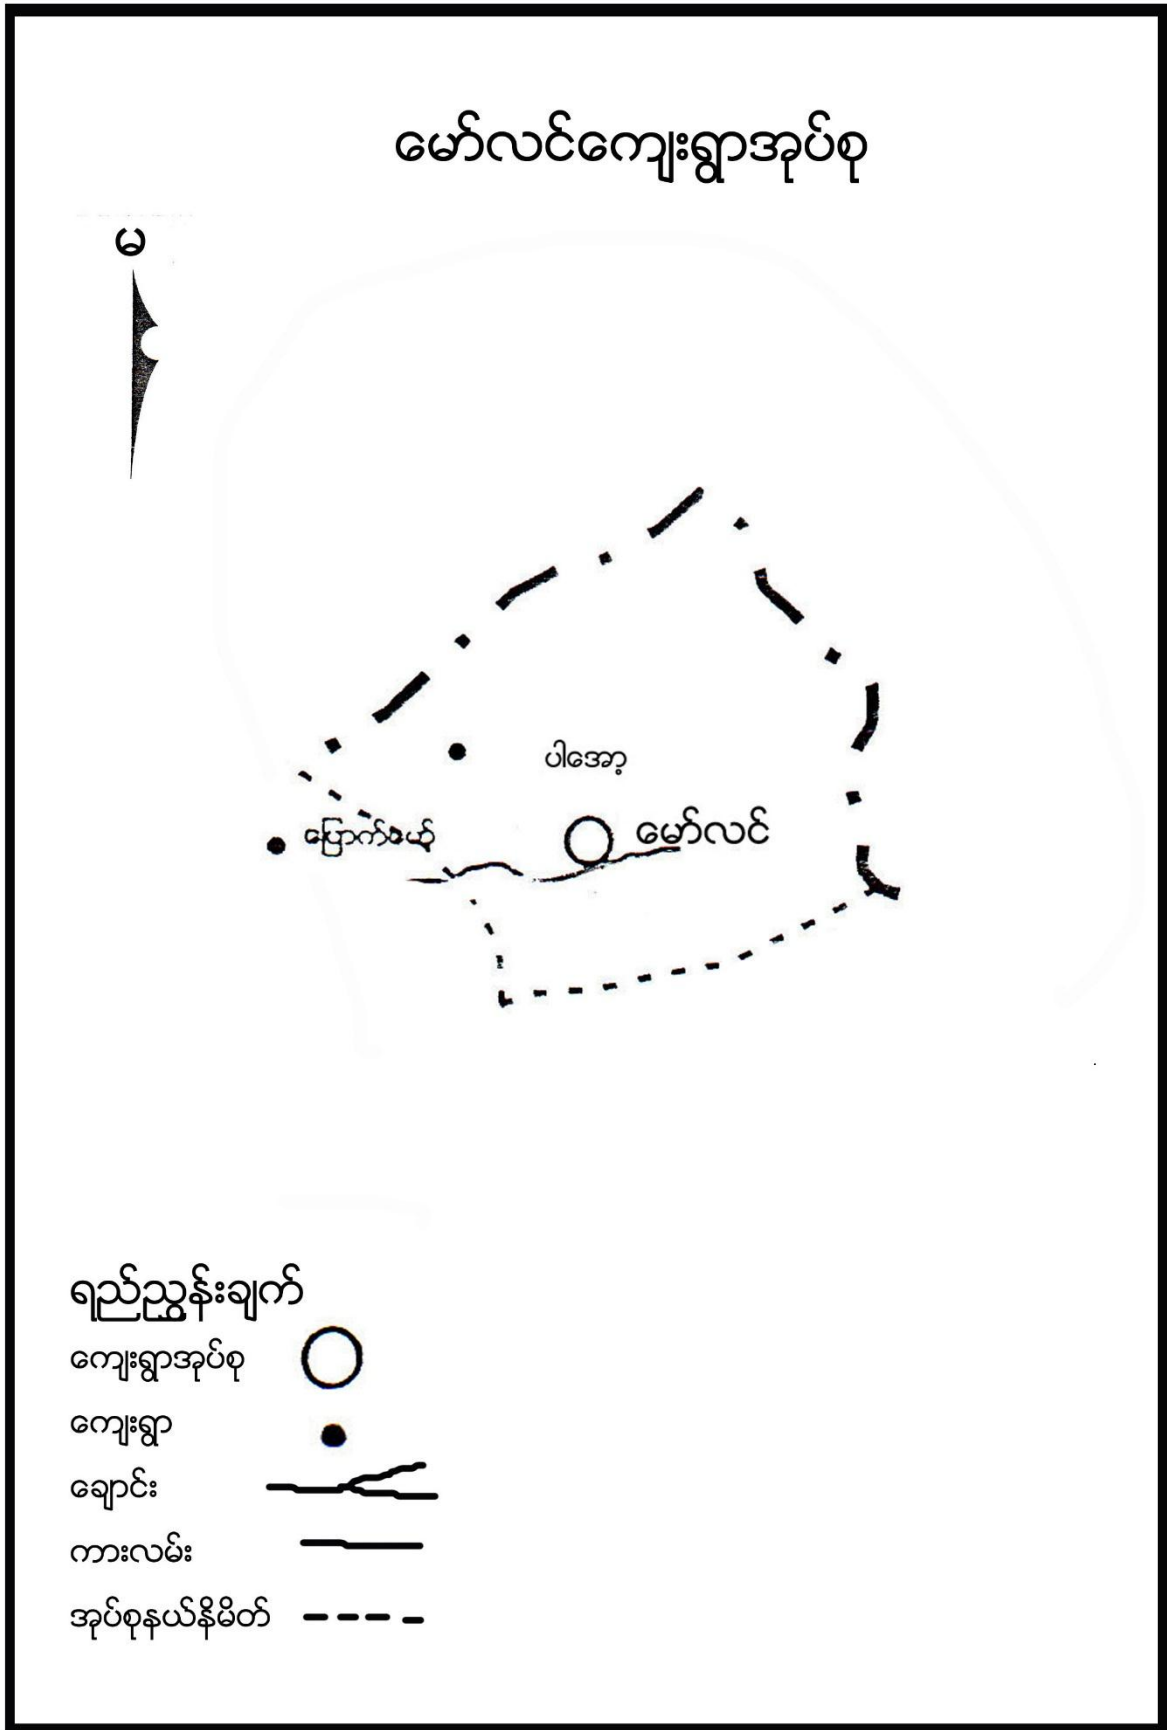 မော်လင်ကျေးရွာအုပ်စု
မ
ပါအော့
မော်လင်
ရည်ညွှန်းချက်
ကျေးရွာအုပ်စု
ကျေးရွာ
ချောင်း
ကားလမ်း
အုပ်စုနယ်နိမိတ်